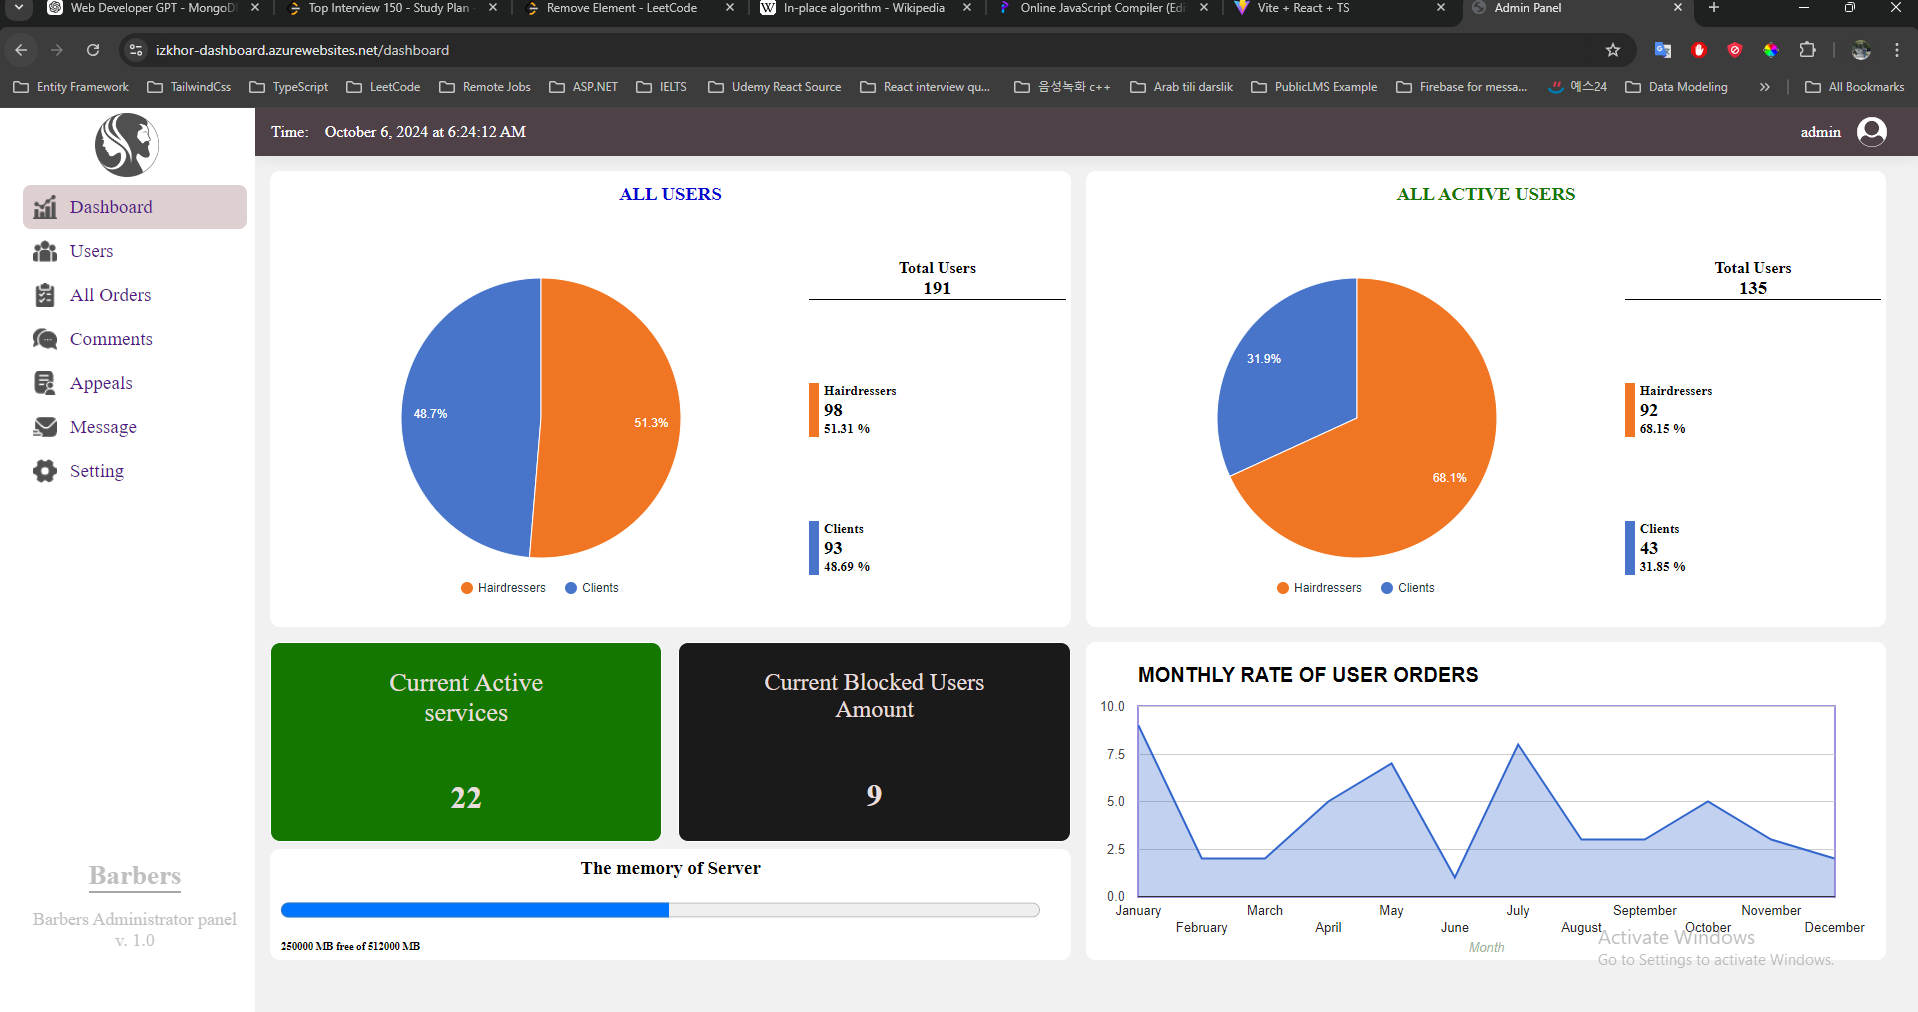 Web Developer GPT - MongoD
Top Interview 150 - Study Plan -
Remove Element - LeetCode
In-place algorithm - Wikipedia
Online JavaScript Compiler (Edi
Vite + React + TS
Admin Panel
izkhor-dashboard.azurewebsites.net/dashboard
Entity Framework
TailwindCss
TypeScript
LeetCode
Remote Jobs
ASP.NET
IELTS
Udemy React Source
React interview qu...
음성녹화 c++
Arab tili darslik
PublicLMS Example
Firebase for messa...
예스24
Data Modeling
All Bookmarks
Time: October 6, 2024 at 6:24:12 AM
admin
Dashboard
Users
All Orders
Comments
Appeals
Message
Setting
Barbers
Barbers Administrator panel
v. 1.0
ALL USERS
48.7%
51.3%
Hairdressers
Clients
Total Users
191
Hairdressers
98
51.31 %
Clients
93
48.69 %
ALL ACTIVE USERS
31.9%
68.1%
Hairdressers
Clients
Total Users
135
Hairdressers
92
68.15 %
Clients
43
31.85 %
Current Active
services
22
Current Blocked Users
Amount
9
The memory of Server
250000 MB free of 512000 MB
MONTHLY RATE OF USER ORDERS
10.0
7.5
5.0
2.5
0.0
January
February
March
April
May
June
July
August
September
October
November
December
Month
Activate Windows
Go to Settings to activate Windows.